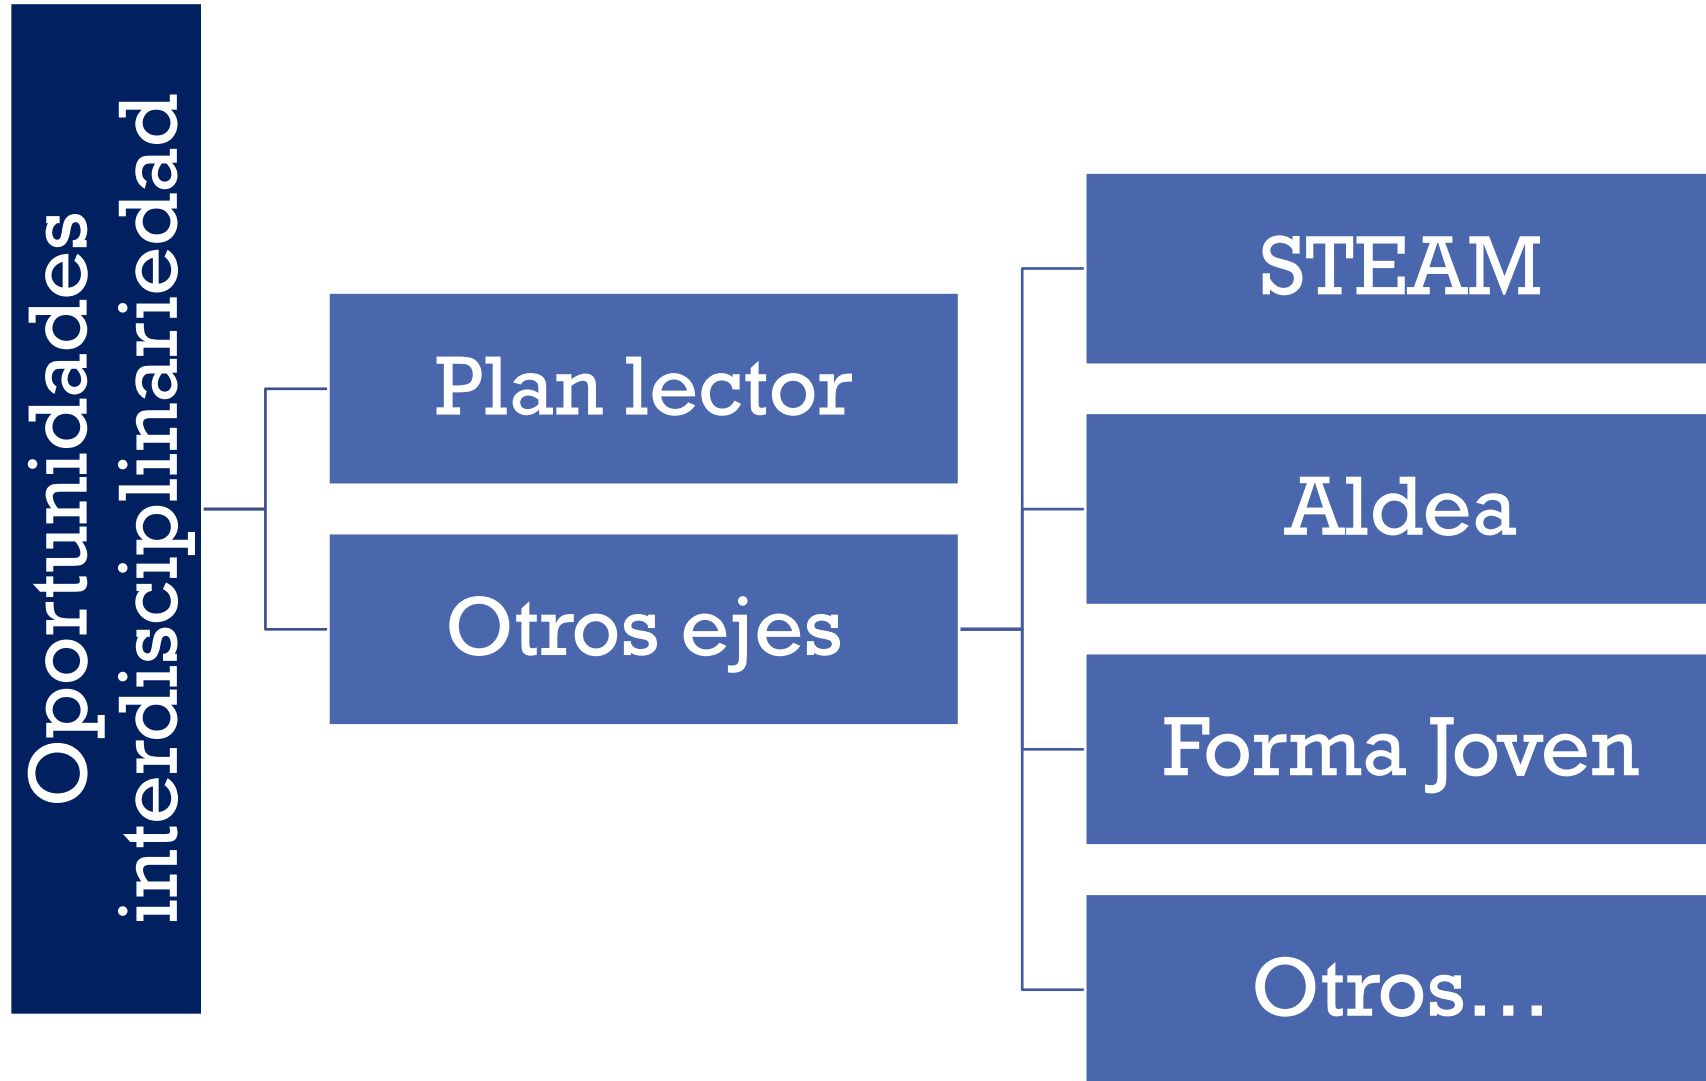 Oportunidades
interdisciplinariedad
Plan lector
Otros ejes
STEAM
Aldea
Forma Joven
Otros...